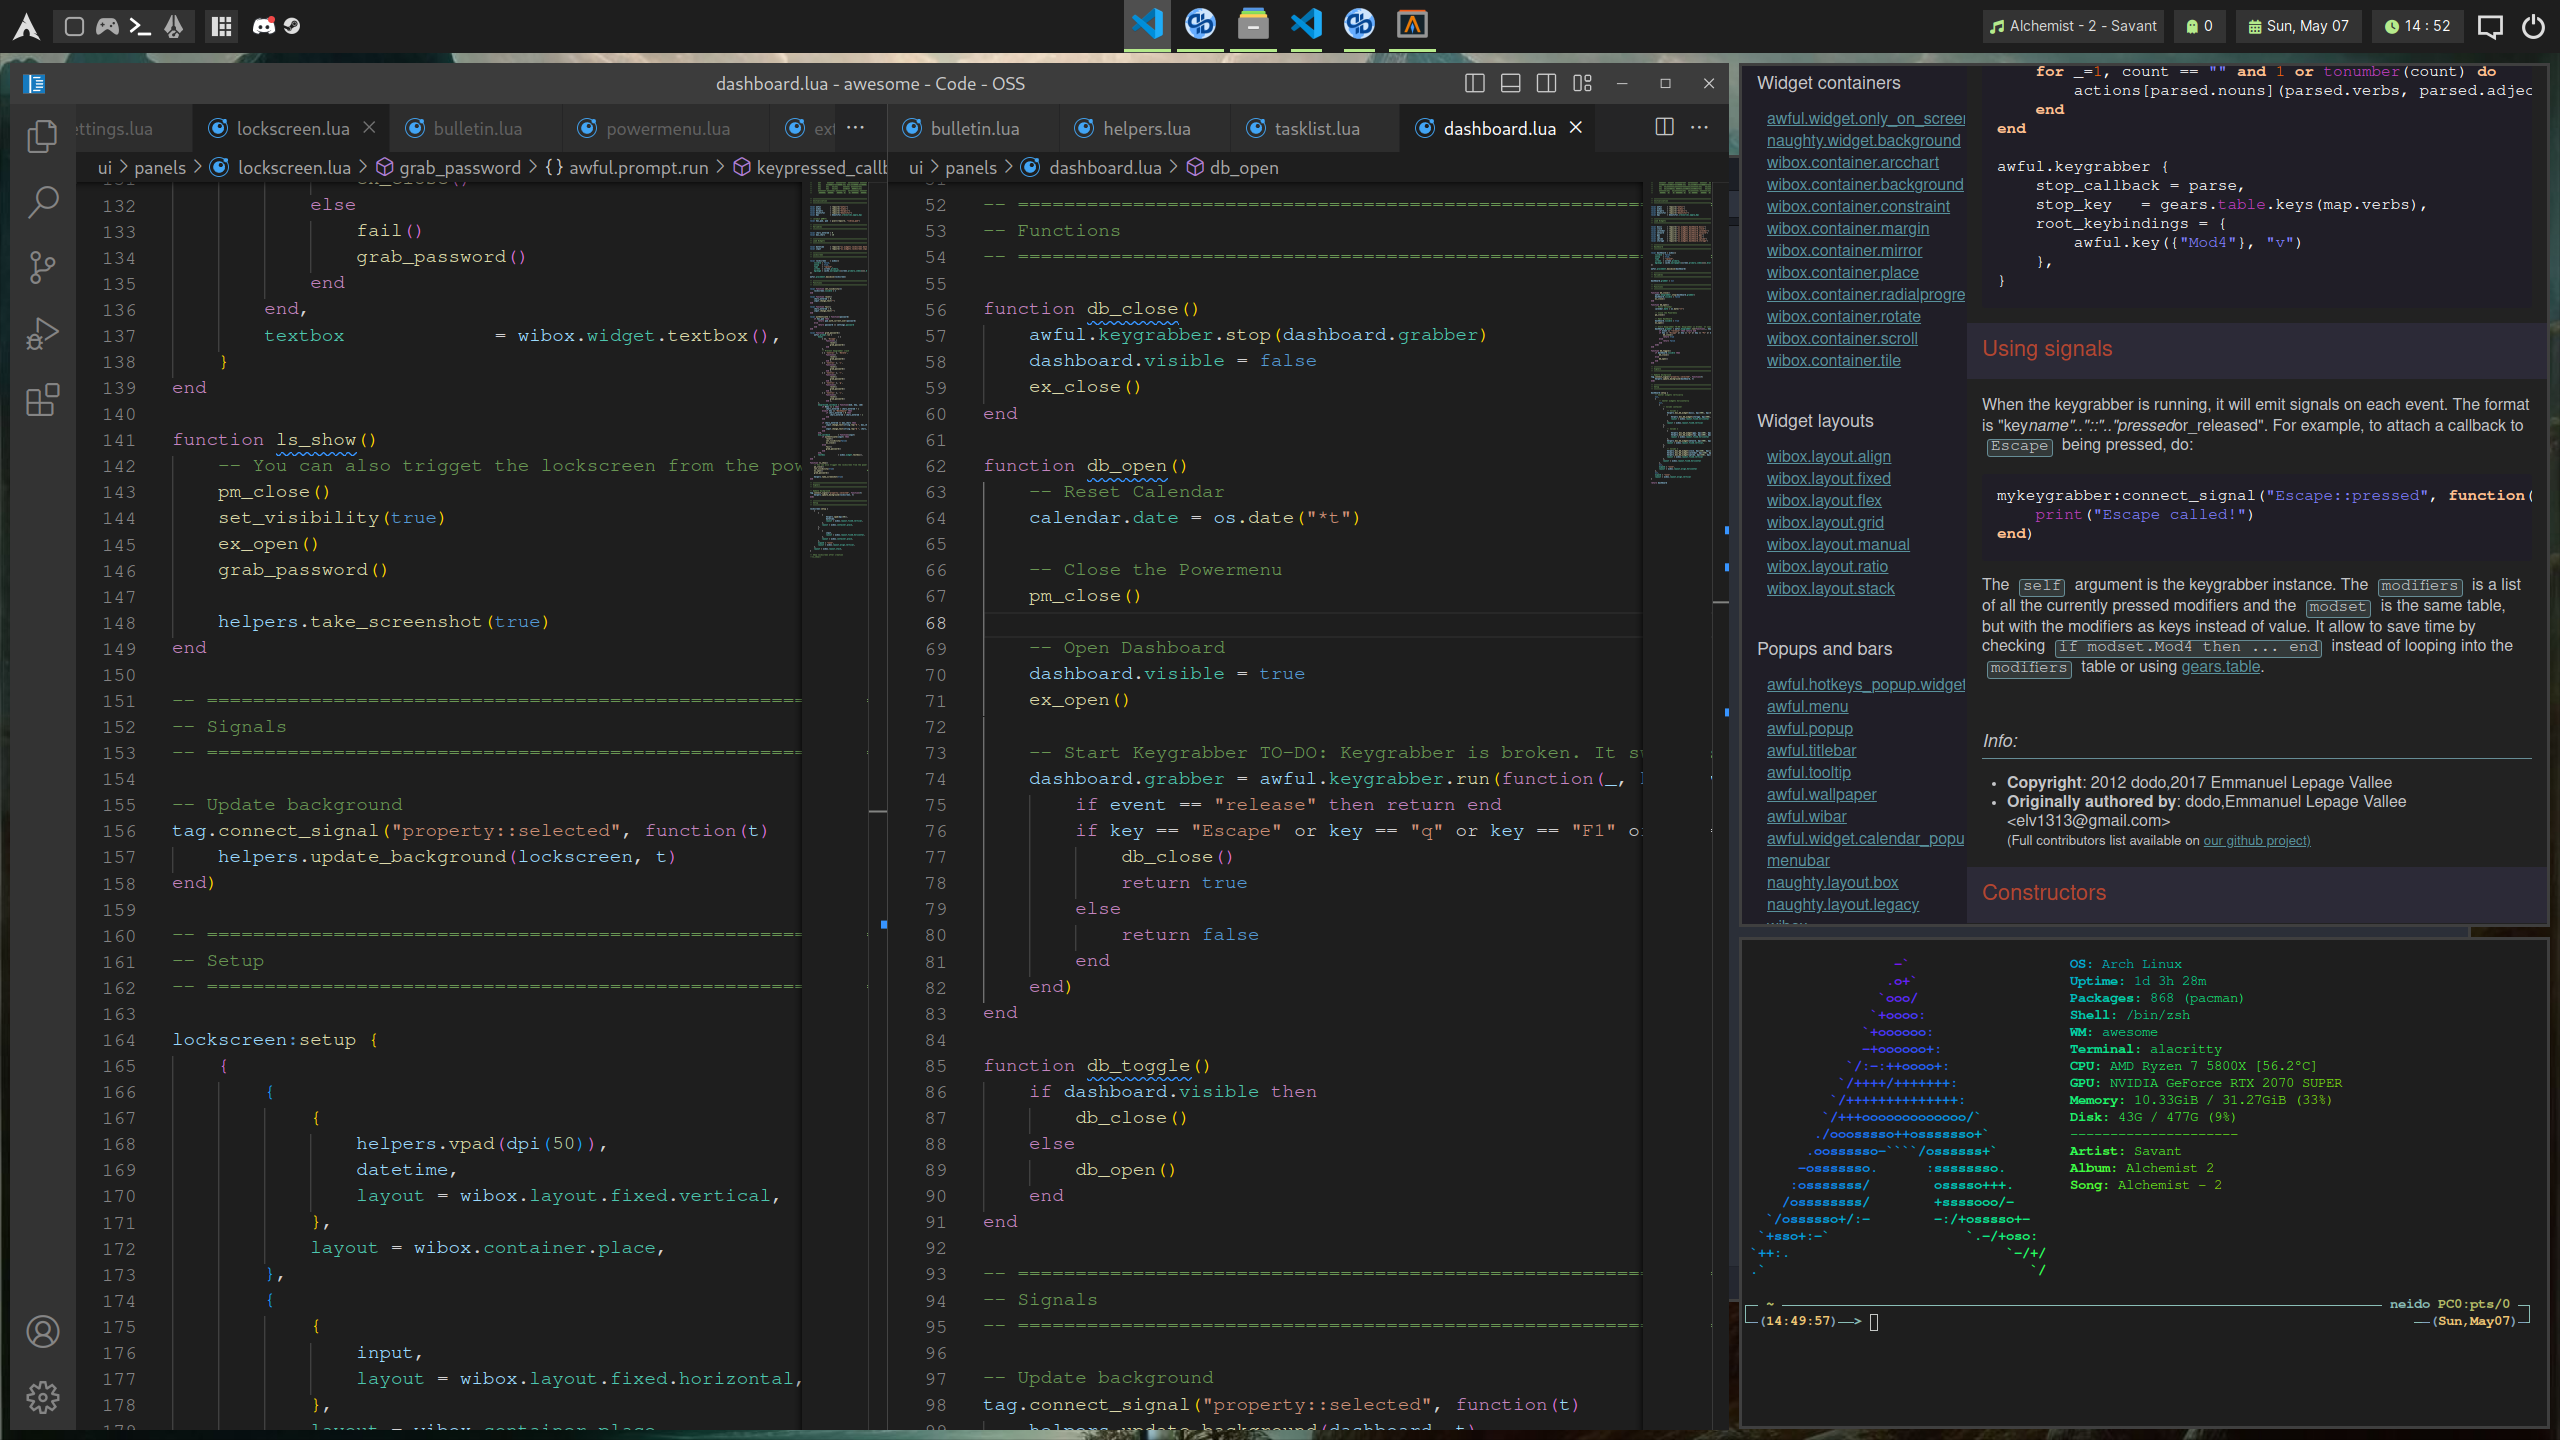 Alchemist - 2 - Savant
0
Sun, May 07
14 : 52
dashboard.lua - awesome - Code - OSS
ettings.lua
lockscreen.lua
bulletin.lua
powermenu.lua
ext
bulletin.lua
helpers.lua
tasklist.lua
dashboard.lua
ui > panels > lockscreen.lua > grab_password > {} awful.prompt.run > keypressed_callb
ui > panels > dashboard.lua > db_open
132 else
133 fail()
134 grab_password()
135 end
136 end,
137 textbox = wibox.widget.textbox(),
138 }
139 end
140
141 function ls_show()
142 -- You can also trigget the lockscreen from the pow
143 pm_close()
144 set_visibility(true)
145 ex_open()
146 grab_password()
147
148 helpers.take_screenshot(true)
149 end
150
151 -- ====================================================
152 -- Signals
153 -- ====================================================
154
155 -- Update background
156 tag.connect_signal("property::selected", function(t)
157 helpers.update_background(lockscreen, t)
158 end)
159
160 -- ====================================================
161 -- Setup
162 -- ====================================================
163
164 lockscreen:setup {
165 {
166 {
167 {
168 helpers.vpad(dpi(50)),
169 datetime,
170 layout = wibox.layout.fixed.vertical,
171 },
172 layout = wibox.container.place,
173 },
174 {
175 {
176 input,
177 layout = wibox.layout.fixed.horizontal,
178 },
179 layout = wibox.container.place
52 -- ======================================================
53 -- Functions
54 -- ======================================================
55
56 function db_close()
57 awful.keygrabber.stop(dashboard.grabber)
58 dashboard.visible = false
59 ex_close()
60 end
61
62 function db_open()
63 -- Reset Calendar
64 calendar.date = os.date("*t")
65
66 -- Close the Powermenu
67 pm_close()
68
69 -- Open Dashboard
70 dashboard.visible = true
71 ex_open()
72
73 -- Start Keygrabber TO-DO: Keygrabber is broken. It
74 dashboard.grabber = awful.keygrabber.run(function(_,
75 if event == "release" then return end
76 if key == "Escape" or key == "q" or key == "F1" or
77 db_close()
78 return true
79 else
80 return false
81 end
82 end)
83 end
84
85 function db_toggle()
86 if dashboard.visible then
87 db_close()
88 else
89 db_open()
90 end
91 end
92
93 -- ======================================================
94 -- Signals
95 -- ======================================================
96
97 -- Update background
98 tag.connect_signal("property::selected", function(t)
99 helpers.update_background(dashboard, t)
Widget containers
awful.widget.only_on_screen
naughty.widget.background
wibox.container.arcchart
wibox.container.background
wibox.container.constraint
wibox.container.margin
wibox.container.mirror
wibox.container.place
wibox.container.radialprogre
wibox.container.rotate
wibox.container.scroll
wibox.container.tile
Widget layouts
wibox.layout.align
wibox.layout.fixed
wibox.layout.flex
wibox.layout.grid
wibox.layout.manual
wibox.layout.ratio
wibox.layout.stack
Popups and bars
awful.hotkeys_popup.widget
awful.menu
awful.popup
awful.titlebar
awful.tooltip
awful.wallpaper
awful.wibar
awful.widget.calendar_popu
menubar
naughty.layout.box
naughty.layout.legacy
wibox
for _=1, count == "" and 1 or tonumber(count) do
actions[parsed.nouns](parsed.verbs, parsed.adjec
end
end
awful.keygrabber {
stop_callback = parse,
stop_key = gears.table.keys(map.verbs),
root_keybindings = {
awful.key({"Mod4"}, "v")
},
}
Using signals
When the keygrabber is running, it will emit signals on each event. The format
is "keyname".."::".."pressedor_released". For example, to attach a callback to
Escape being pressed, do:
mykeygrabber:connect_signal("Escape::pressed", function(
print("Escape called!")
end)
The self argument is the keygrabber instance. The modifiers is a list
of all the currently pressed modifiers and the modset is the same table,
but with the modifiers as keys instead of value. It allow to save time by
checking if modset.Mod4 then ... end instead of looping into the
modifiers table or using gears.table.
Info:
• Copyright: 2012 dodo,2017 Emmanuel Lepage Vallee
• Originally authored by: dodo,Emmanuel Lepage Vallee
<elv1313@gmail.com>
(Full contributors list available on our github project)
Constructors
OS: Arch Linux
Uptime: 1d 3h 28m
Packages: 868 (pacman)
Shell: /bin/zsh
WM: awesome
Terminal: alacritty
CPU: AMD Ryzen 7 5800X [56.2°C]
GPU: NVIDIA GeForce RTX 2070 SUPER
Memory: 10.33GiB / 31.27GiB (33%)
Disk: 43G / 477G (9%)
---------------------
Artist: Savant
Album: Alchemist 2
Song: Alchemist - 2
~ neido PC0:pts/0
(14:49:57)——> (Sun,May07)